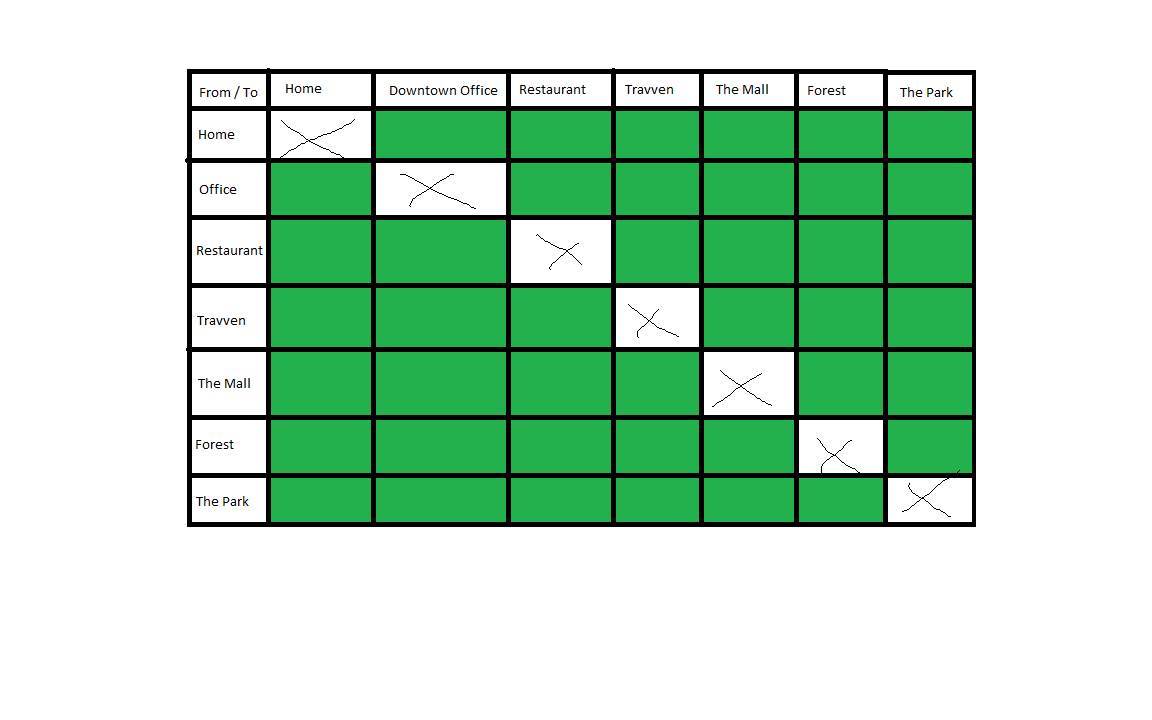 From / To Home Downtown Office Restaurant Travven The Mall Forest The Park
Home
Office
Restaurant
Travven
The Mall
Forest
The Park